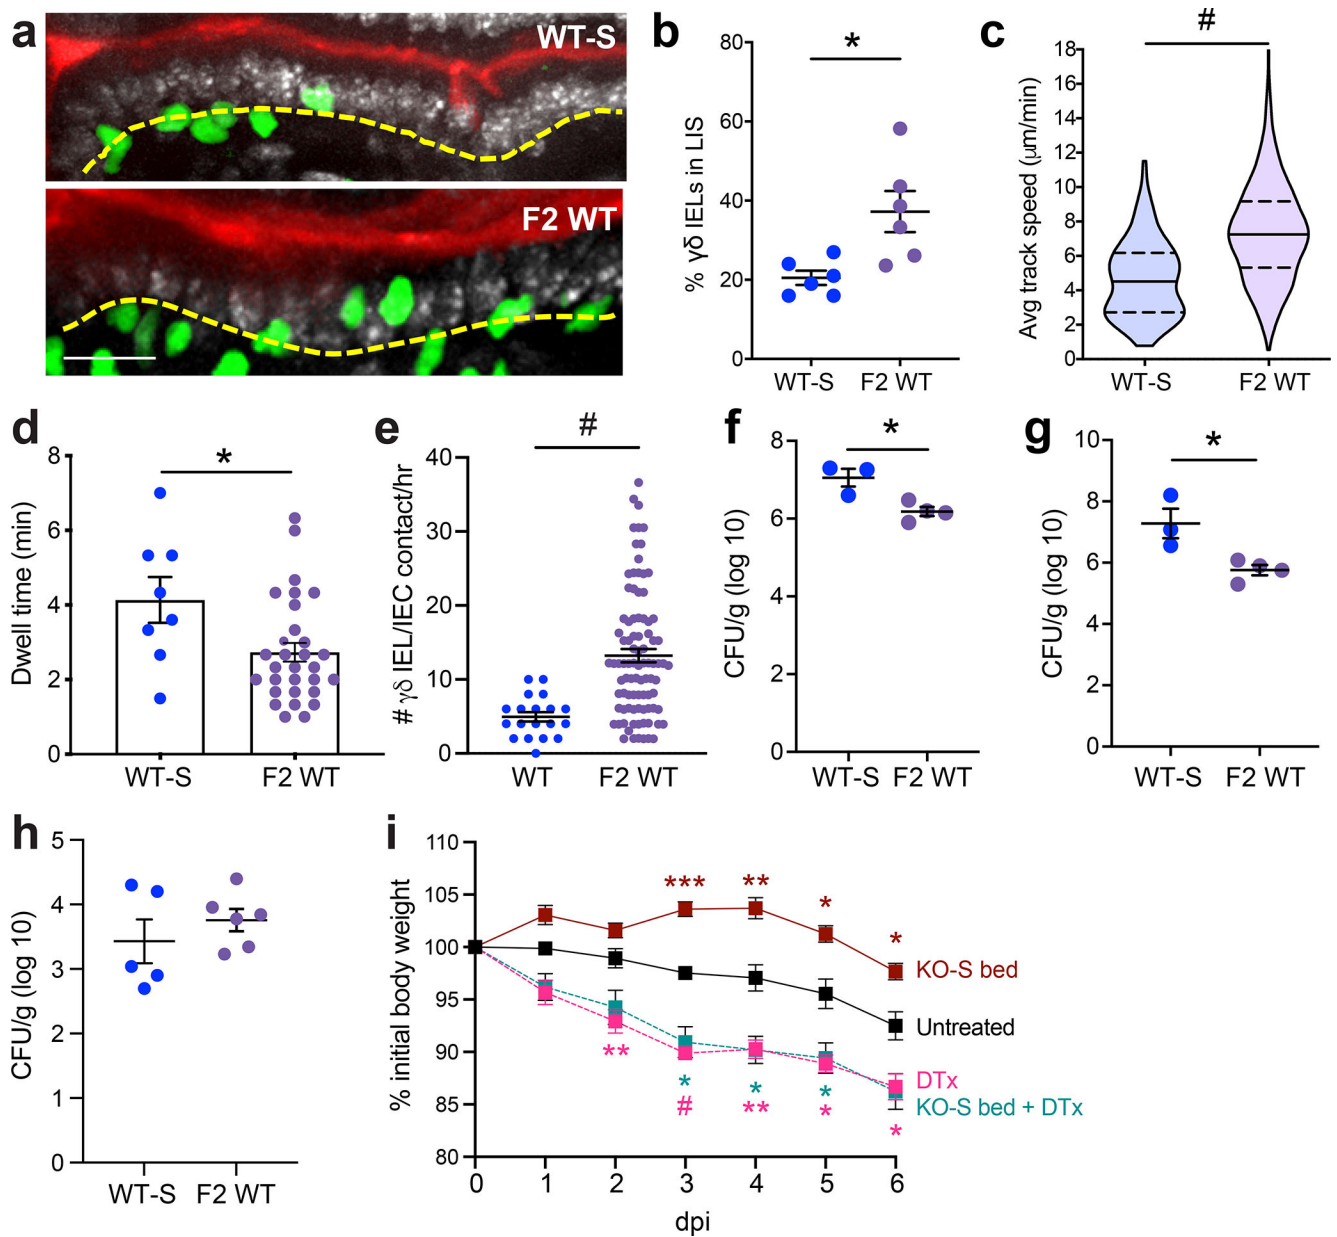 a
WT-S
F2 WT
b
% γδ IELs in LIS
80
60
40
20
0
*
WT-S F2 WT
c
Avg track speed (μm/min)
18
16
14
12
10
8
6
4
2
0
#
WT-S F2 WT
d
Dwell time (min)
8
6
4
2
0
*
WT-S F2 WT
e
# γδ IEL/IEC contact/hr
40
30
20
10
0
#
WT F2 WT
f
CFU/g (log 10)
8
6
4
2
0
*
WT-S F2 WT
g
CFU/g (log 10)
10
8
6
4
2
0
*
WT-S F2 WT
h
CFU/g (log 10)
5
4
3
2
1
0
WT-S F2 WT
i
% initial body weight
110
105
100
95
90
85
80
*** ** * *
KO-S bed
Untreated
DTx
KO-S bed + DTx
** * * *
# ** * *
0 1 2 3 4 5 6
dpi